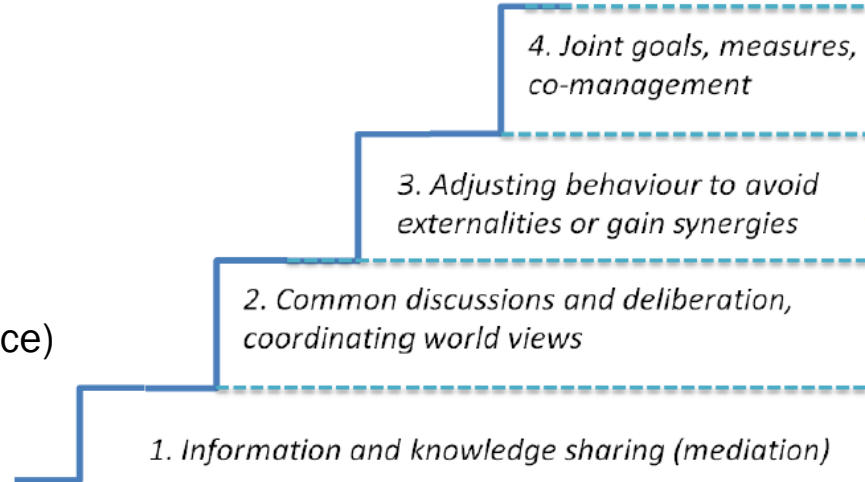 4. Joint goals, measures,
co-management
3. Adjusting behaviour to avoid
externalities or gain synergies
2. Common discussions and deliberation,
coordinating world views
ce)
1. Information and knowledge sharing (mediation)